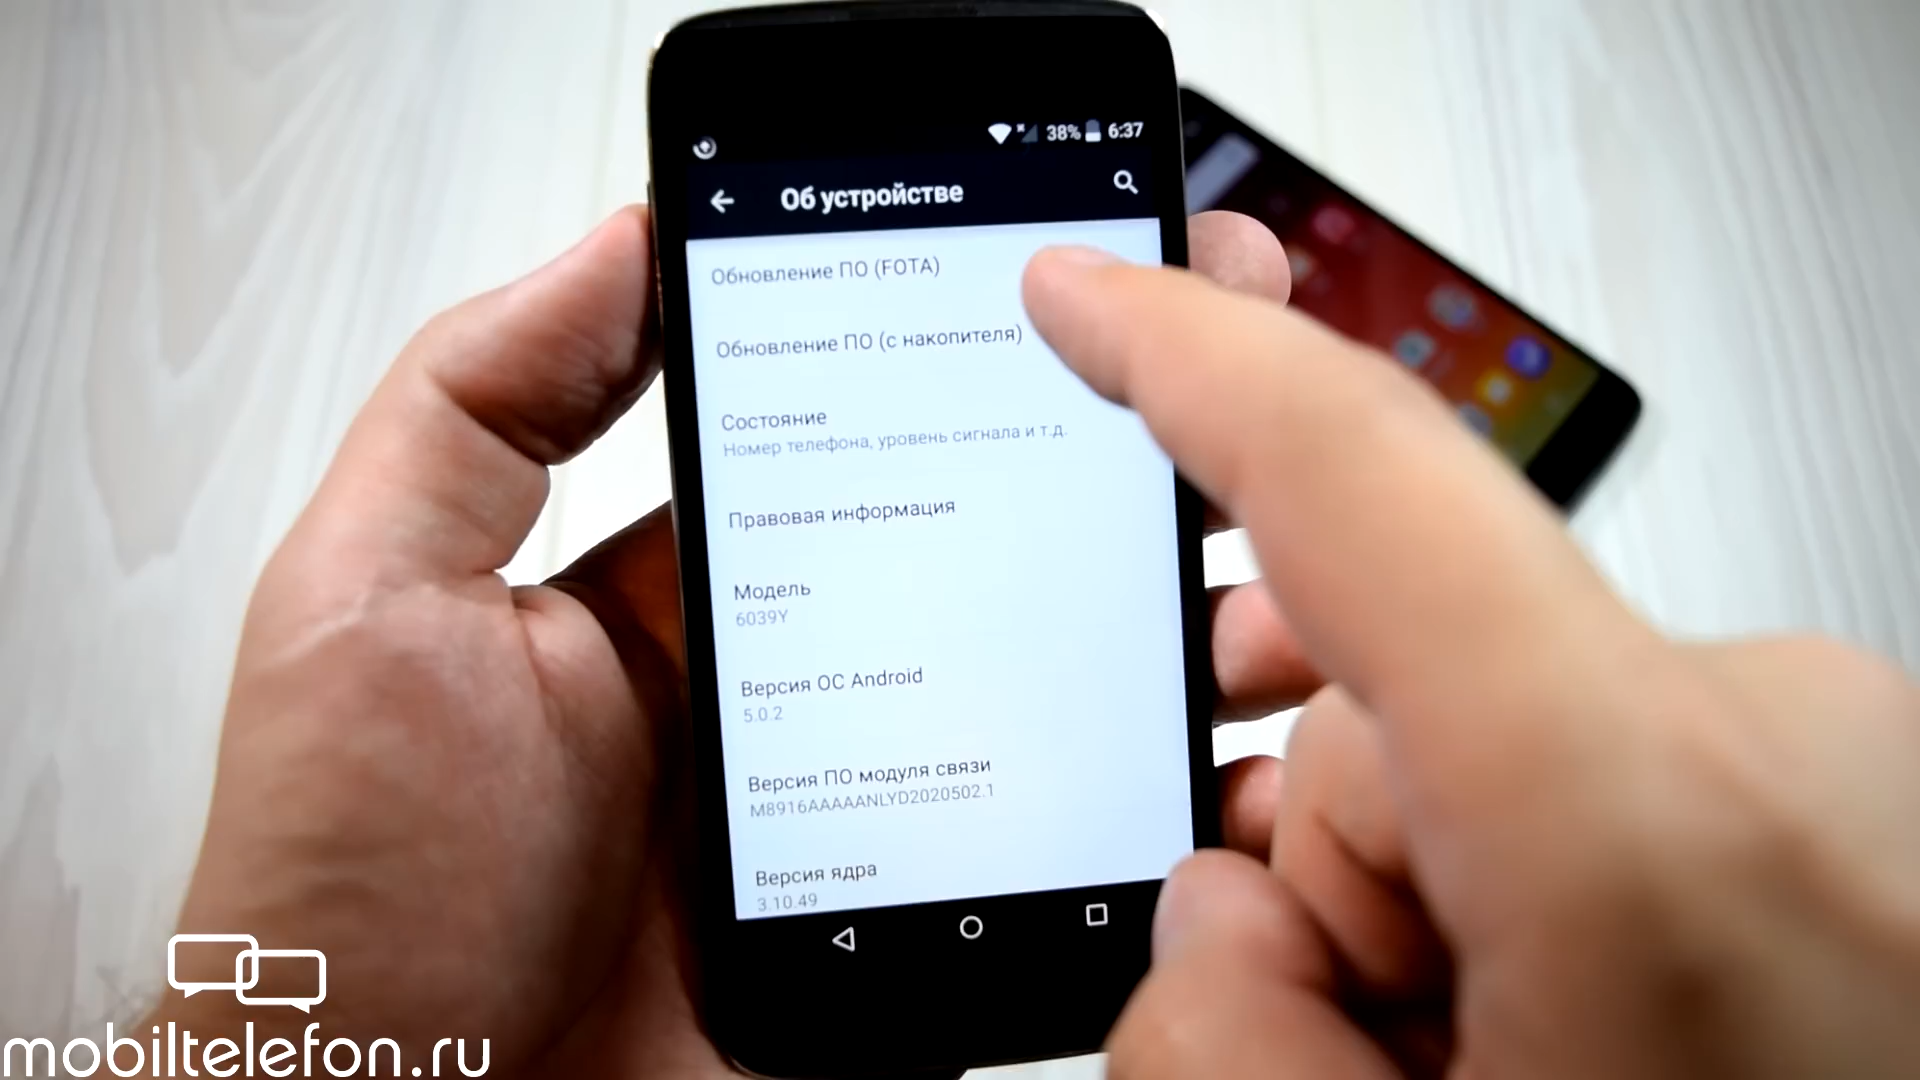 38% 6:37
Об устройстве
Обновление ПО (FOTA)
Обновление ПО (с накопителя)
Состояние
Номер телефона, уровень сигнала и т.д.
Правовая информация
Модель
6039Y
Версия ОС Android
5.0.2
Версия ПО модуля связи
M8916AAAAANLYD2020502.1
Версия ядра
3.10.49
mobiltelefon.ru